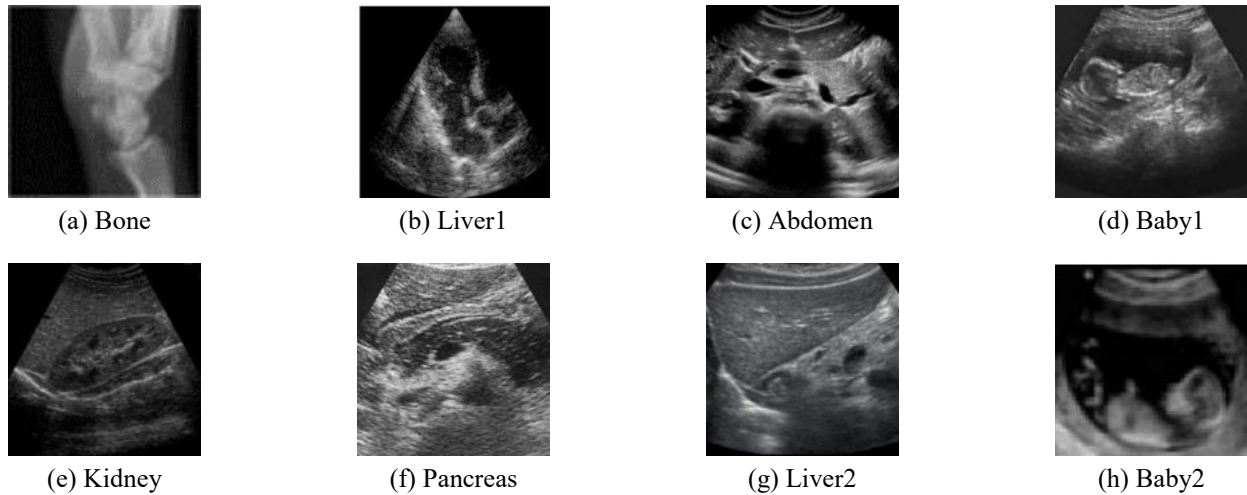 (a) Bone
(b) Liver1
(c) Abdomen
(d) Baby1
(e) Kidney
(f) Pancreas
(g) Liver2
(h) Baby2